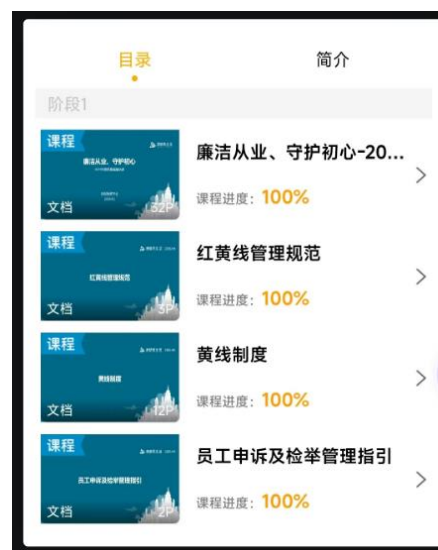 目录
简介
阶段1
课程
廉洁从业、守护初心
文档
32P
廉洁从业、守护初心-20...
课程进度：100%
课程
红黄线管理规范
文档
3P
红黄线管理规范
课程进度：100%
课程
黄线制度
文档
12P
黄线制度
课程进度：100%
课程
员工申诉及检举管理指引
文档
2P
员工申诉及检举管理指引
课程进度：100%